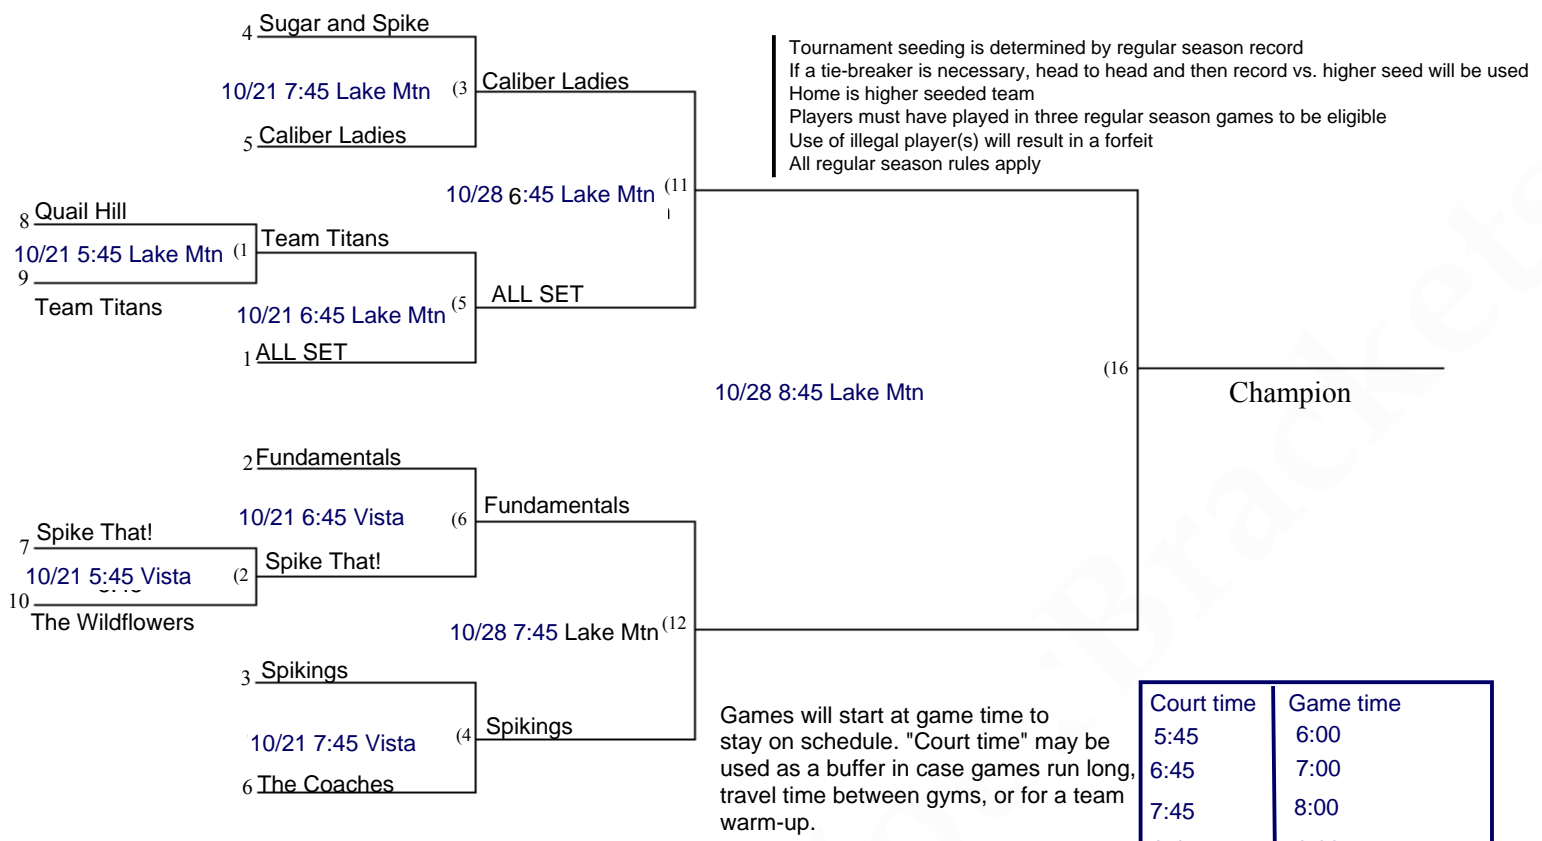 4 Sugar and Spike
10/21 7:45 Lake Mtn (3
Caliber Ladies
5 Caliber Ladies
Tournament seeding is determined by regular season record
If a tie-breaker is necessary, head to head and then record vs. higher seed will be used
Home is higher seeded team
Players must have played in three regular season games to be eligible
Use of illegal player(s) will result in a forfeit
All regular season rules apply
10/28 6:45 Lake Mtn (11
8 Quail Hill
10/21 5:45 Lake Mtn (1
Team Titans
9
Team Titans
10/21 6:45 Lake Mtn (5
ALL SET
1 ALL SET
(16
10/28 8:45 Lake Mtn
Champion
2 Fundamentals
10/21 6:45 Vista (6
Fundamentals
7 Spike That!
10/21 5:45 Vista (2
Spike That!
10
The Wildflowers
10/28 7:45 Lake Mtn (12
3 Spikings
10/21 7:45 Vista (4
Spikings
6 The Coaches
Games will start at game time to
stay on schedule. "Court time" may be
used as a buffer in case games run long,
travel time between gyms, or for a team
warm-up.
Court time Game time
5:45 6:00
6:45 7:00
7:45 8:00
Brackets